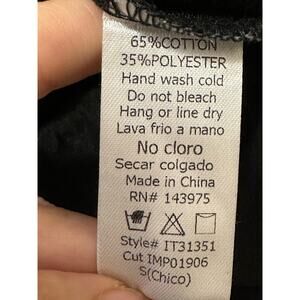 65%COTTON
35%POLYESTER
Hand wash cold
Do not bleach
Hang or line dry
Lava frio a mano
No cloro
Secar colgado
Made in China
RN# 143975
Style# IT31351
Cut IMP01906
S(Chico)